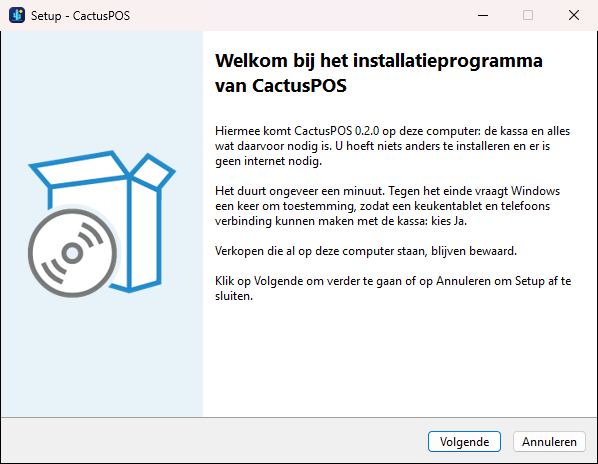 Setup - CactusPOS
Welkom bij het installatieprogramma
van CactusPOS
Hiermee komt CactusPOS 0.2.0 op deze computer: de kassa en alles
wat daarvoor nodig is. U hoeft niets anders te installeren en er is
geen internet nodig.
Het duurt ongeveer een minuut. Tegen het einde vraagt Windows
een keer om toestemming, zodat een keukentablet en telefoons
verbinding kunnen maken met de kassa: kies Ja.
Verkopen die al op deze computer staan, blijven bewaard.
Klik op Volgende om verder te gaan of op Annuleren om Setup af te
sluiten.
Volgende
Annuleren